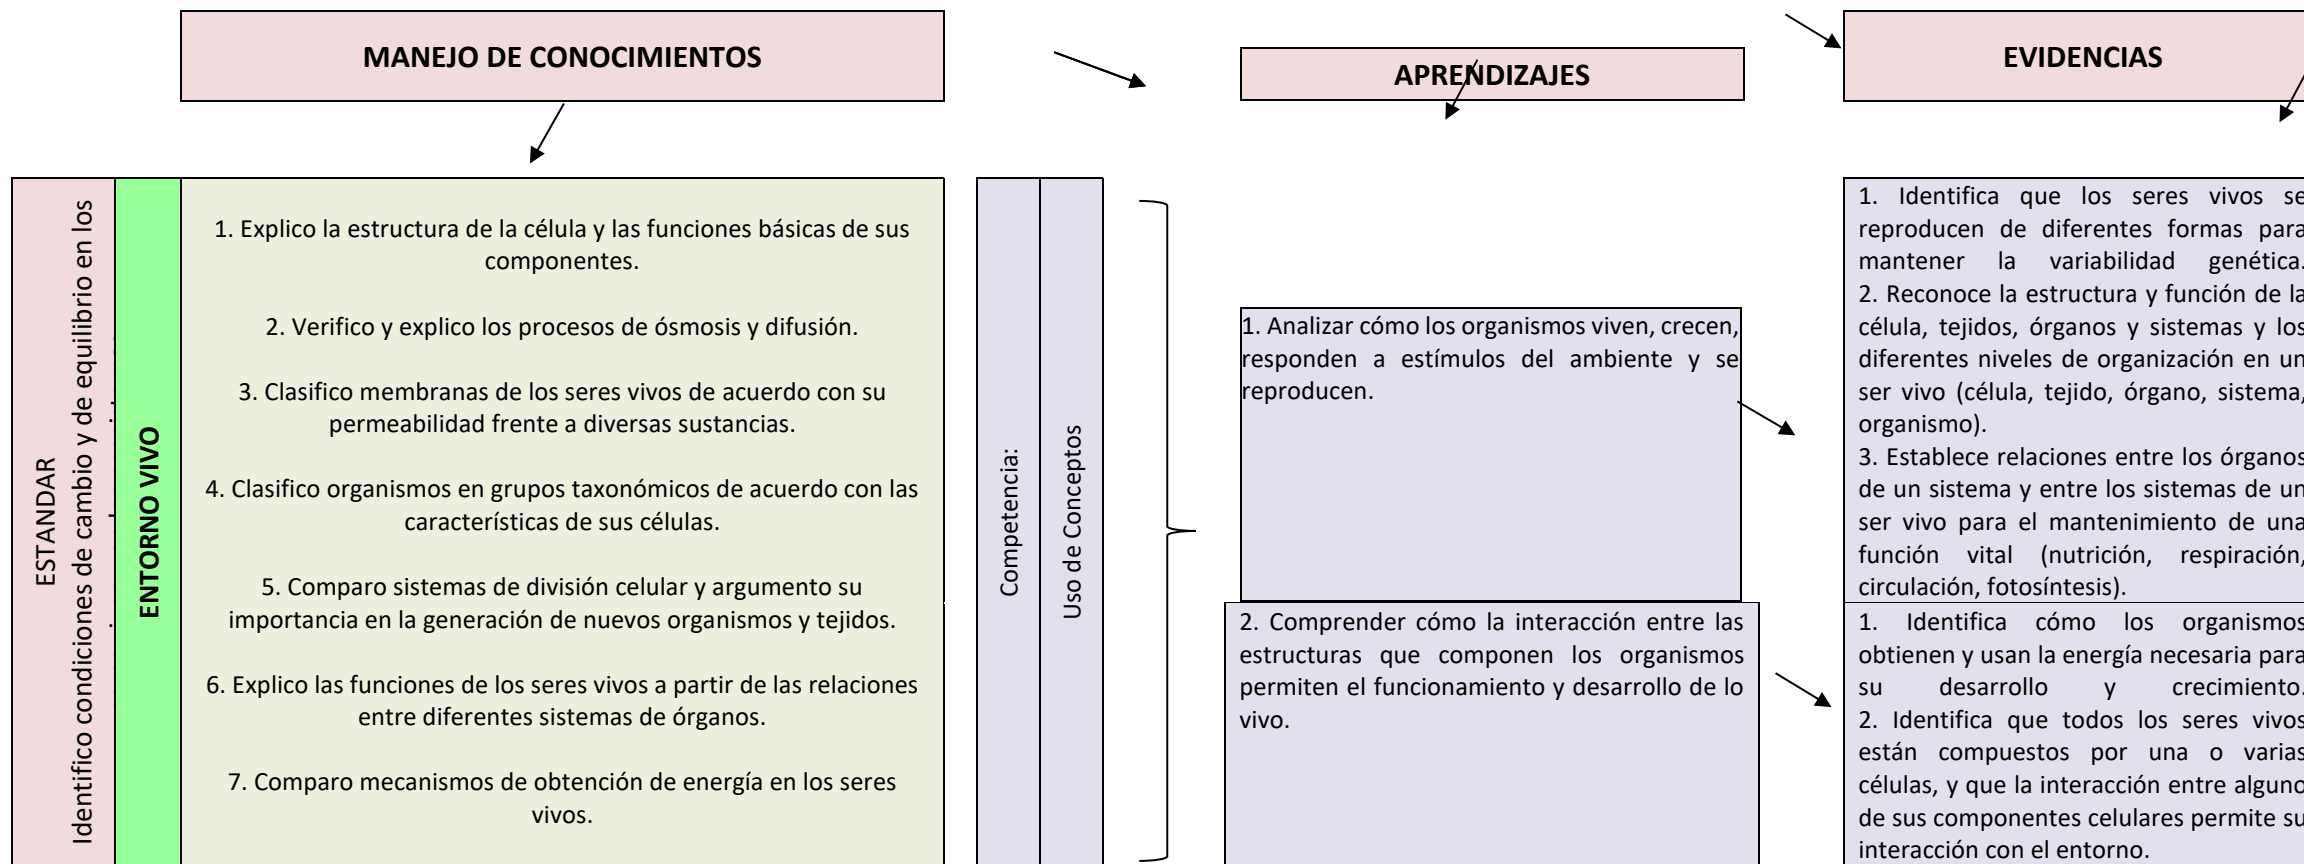 MANEJO DE CONOCIMIENTOS
APRENDIZAJES
EVIDENCIAS
ESTANDAR
Identifico condiciones de cambio y de equilibrio en los
ENTORNO VIVO
1. Explico la estructura de la célula y las funciones básicas de sus
componentes.
2. Verifico y explico los procesos de ósmosis y difusión.
3. Clasifico membranas de los seres vivos de acuerdo con su
permeabilidad frente a diversas sustancias.
4. Clasifico organismos en grupos taxonómicos de acuerdo con las
características de sus células.
5. Comparo sistemas de división celular y argumento su
importancia en la generación de nuevos organismos y tejidos.
6. Explico las funciones de los seres vivos a partir de las relaciones
entre diferentes sistemas de órganos.
7. Comparo mecanismos de obtención de energía en los seres
vivos.
Competencia:
Uso de Conceptos
1. Analizar cómo los organismos viven, crecen,
responden a estímulos del ambiente y se
reproducen.
2. Comprender cómo la interacción entre las
estructuras que componen los organismos
permiten el funcionamiento y desarrollo de lo
vivo.
1. Identifica que los seres vivos se
reproducen de diferentes formas para
mantener la variabilidad genética.
2. Reconoce la estructura y función de la
célula, tejidos, órganos y sistemas y los
diferentes niveles de organización en un
ser vivo (célula, tejido, órgano, sistema,
organismo).
3. Establece relaciones entre los órganos
de un sistema y entre los sistemas de un
ser vivo para el mantenimiento de una
función vital (nutrición, respiración,
circulación, fotosíntesis).
1. Identifica cómo los organismos
obtienen y usan la energía necesaria para
su desarrollo y crecimiento.
2. Identifica que todos los seres vivos
están compuestos por una o varias
células, y que la interacción entre alguno
de sus componentes celulares permite su
interacción con el entorno.